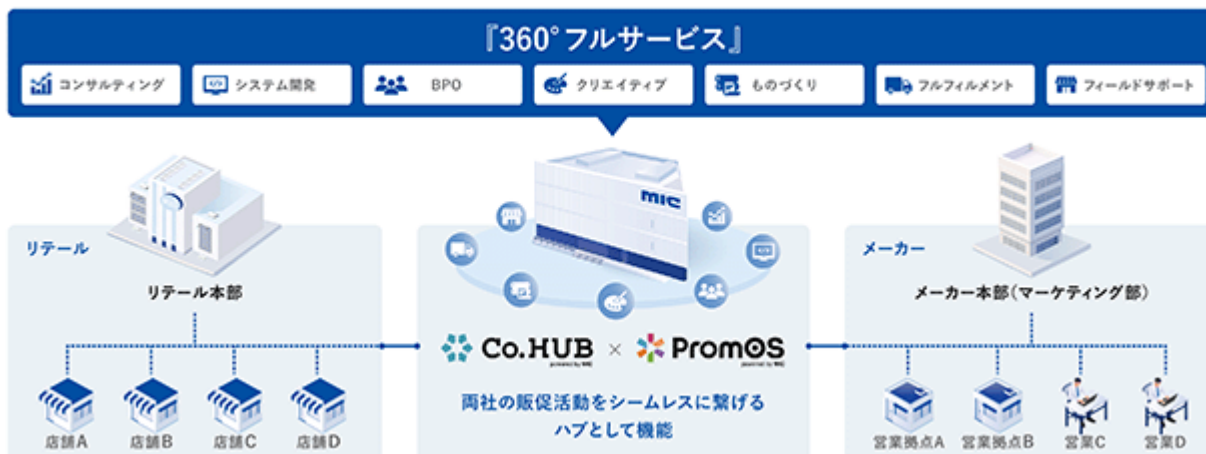 『360°フルサービス』
コンサルティング
システム開発
BPO
クリエイティブ
ものづくり
フルフィルメント
フィールドサポート
mic
リテール
リテール本部
店舗A
店舗B
店舗C
店舗D
Co.HUB
powered by MIC
×
PromOS
powered by MIC
両社の販促活動をシームレスに繋げる
ハブとして機能
メーカー
メーカー本部(マーケティング部)
営業拠点A
営業拠点B
営業C
営業D